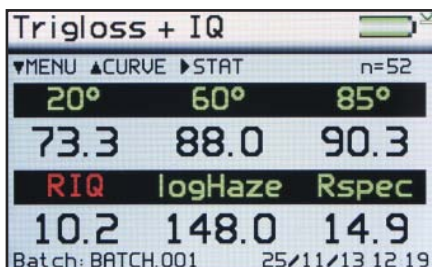 Trigloss + IQ
▼MENU ▲CURVE ▶STAT n=52
20° 60° 85°
73.3 88.0 90.3
RIQ logHaze Rspec
10.2 148.0 14.9
Batch: BATCH.001 25/11/13 12:19